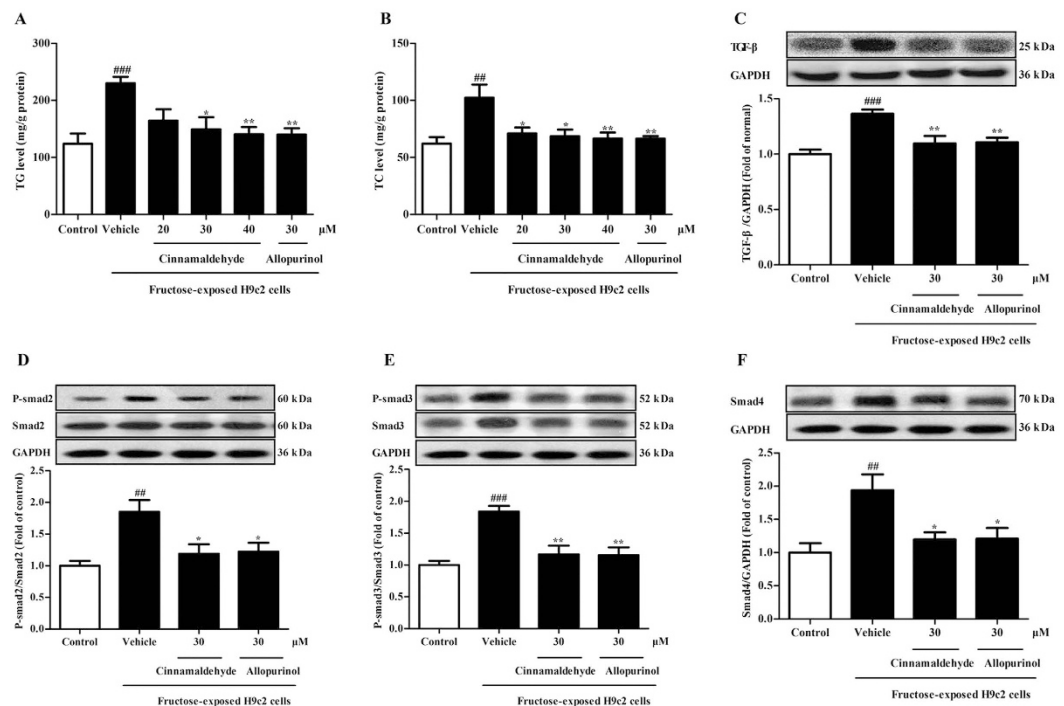 A
TG level (mg/g protein)
300
200
100
0
###
*
**
**
Control Vehicle 20 30 40 30 μM
Cinnamaldehyde Allopurinol
Fructose-exposed H9c2 cells
B
TC level (mg/g protein)
150
100
50
0
##
*
*
**
**
Control Vehicle 20 30 40 30 μM
Cinnamaldehyde Allopurinol
Fructose-exposed H9c2 cells
C
TGF-β 25 kDa
GAPDH 36 kDa
TGF-β /GAPDH (Fold of normal)
1.5
1.0
0.5
0.0
###
**
**
Control Vehicle 30 30 μM
Cinnamaldehyde Allopurinol
Fructose-exposed H9c2 cells
D
P-smad2 60 kDa
Smad2 60 kDa
GAPDH 36 kDa
P-smad2/Smad2 (Fold of control)
2.5
2.0
1.5
1.0
0.5
0.0
##
*
*
Control Vehicle 30 30 μM
Cinnamaldehyde Allopurinol
Fructose-exposed H9c2 cells
E
P-smad3 52 kDa
Smad3 52 kDa
GAPDH 36 kDa
P-smad3/Smad3 (Fold of control)
2.5
2.0
1.5
1.0
0.5
0.0
###
**
**
Control Vehicle 30 30 μM
Cinnamaldehyde Allopurinol
Fructose-exposed H9c2 cells
F
Smad4 70 kDa
GAPDH 36 kDa
Smad4/GAPDH (Fold of control)
2.5
2.0
1.5
1.0
0.5
0.0
##
*
*
Control Vehicle 30 30 μM
Cinnamaldehyde Allopurinol
Fructose-exposed H9c2 cells